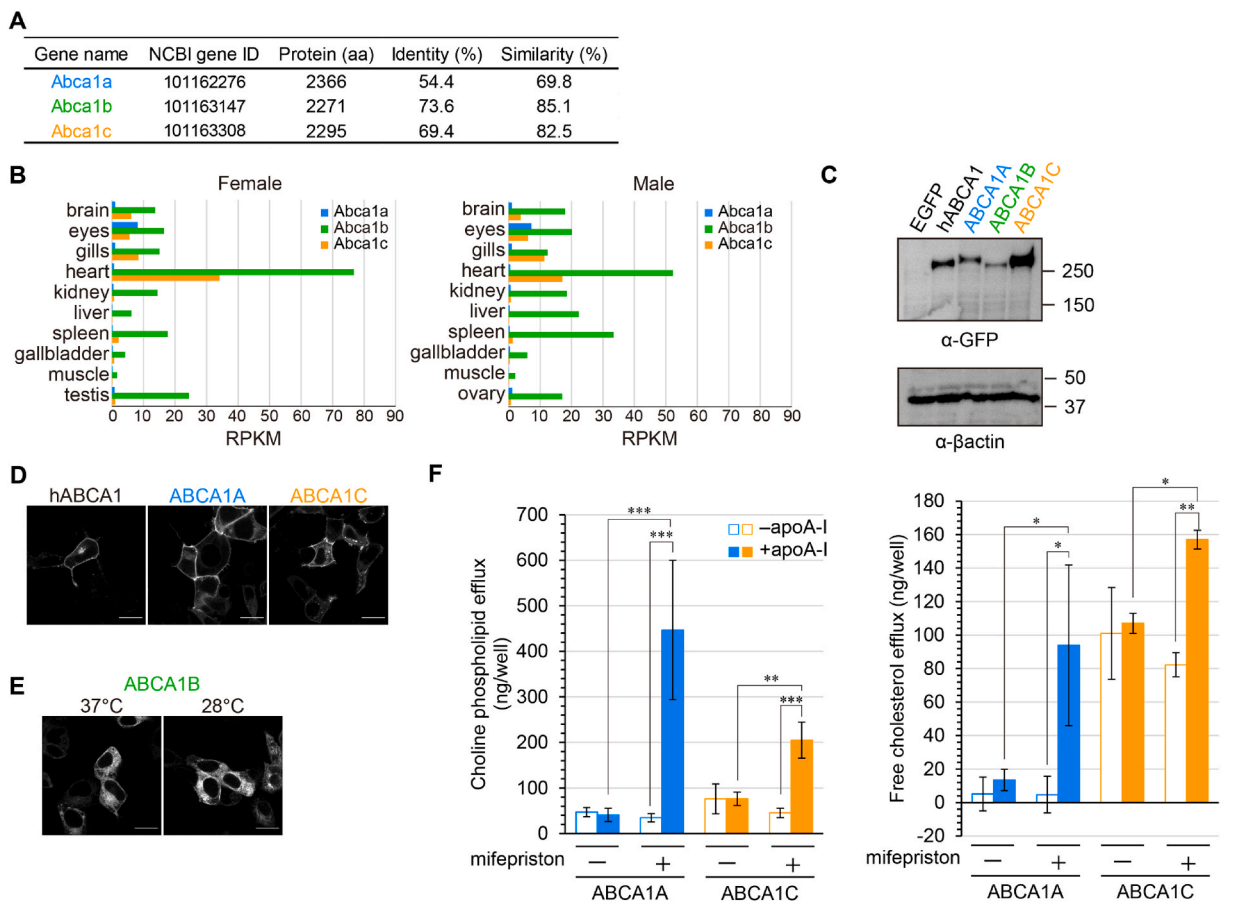 A
Gene name NCBI gene ID Protein (aa) Identity (%) Similarity (%)
Abca1a 101162276 2366 54.4 69.8
Abca1b 101163147 2271 73.6 85.1
Abca1c 101163308 2295 69.4 82.5
B
Female
brain
eyes
gills
heart
kidney
liver
spleen
gallbladder
muscle
testis
Abca1a
Abca1b
Abca1c
0 10 20 30 40 50 60 70 80 90
RPKM
Male
brain
eyes
gills
heart
kidney
liver
spleen
gallbladder
muscle
ovary
Abca1a
Abca1b
Abca1c
0 10 20 30 40 50 60 70 80 90
RPKM
C
EGFP
hABCA1
ABCA1A
ABCA1B
ABCA1C
250
150
α-GFP
50
37
α-βactin
D
hABCA1 ABCA1A ABCA1C
E
ABCA1B
37°C 28°C
F
Choline phospholipid efflux
(ng/well)
700
600
500
400
300
200
100
0
***
***
**
***
–apoA-I
+apoA-I
mifepriston – + – +
ABCA1A ABCA1C
Free cholesterol efflux (ng/well)
180
160
140
120
100
80
60
40
20
0
-20
*
*
*
**
mifepriston – + – +
ABCA1A ABCA1C